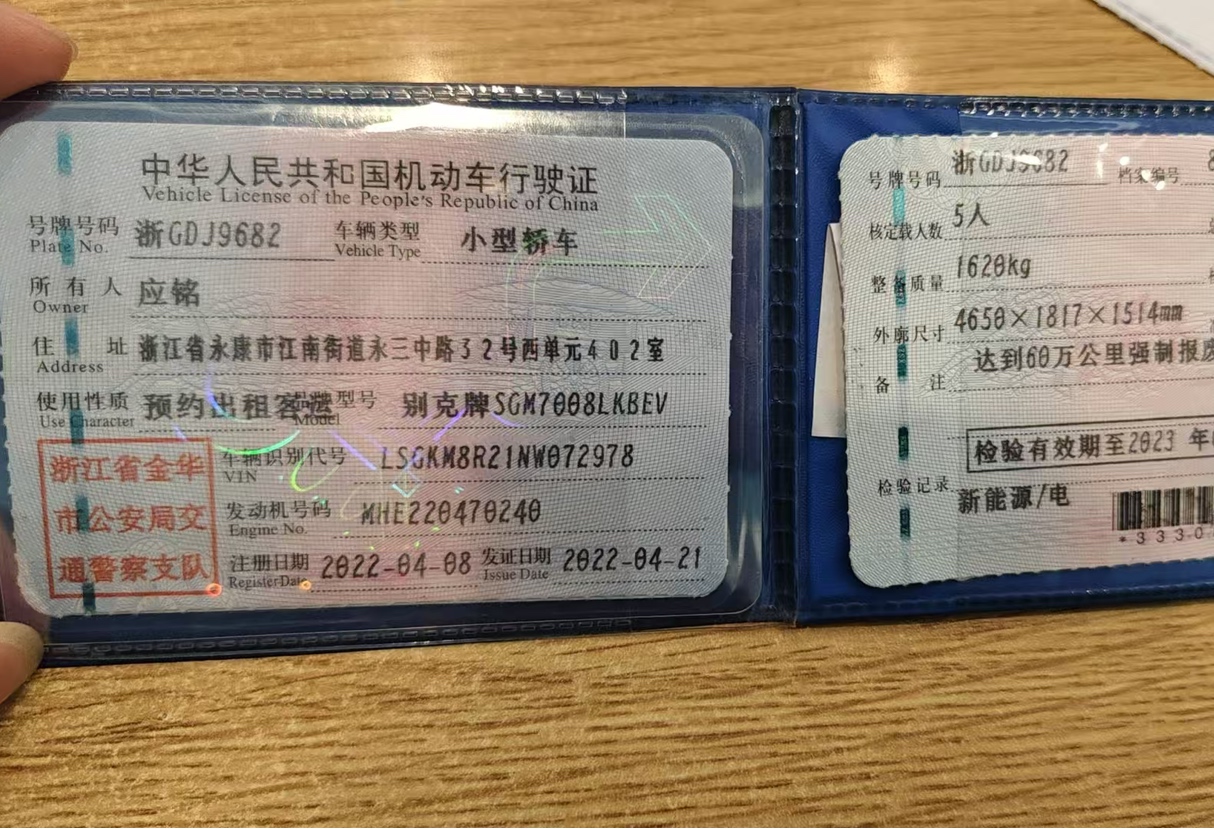 中华人民共和国机动车行驶证
Vehicle License of the People's Republic of China
号牌号码 浙GDJ9682 车辆类型 小型轿车
Plate No. Vehicle Type
所有人 应铭
Owner
住址 浙江省永康市江南街道永三中路32号西单元402室
Address
使用性质 预约出租客运 品牌型号 别克牌SGM7008LKBEV
Use Character Model
浙江省金华
市公安局交
通警察支队
车辆识别代号 LSGKM8R21NW072978
VIN
发动机号码 MHE220470240
Engine No.
注册日期 2022-04-08 发证日期 2022-04-21
Register Date Issue Date
号牌号码 浙GDJ9682 档案编号 8
核定载人数 5人
整备质量 1620kg
外廓尺寸 4650×1817×1514mm
备注 达到60万公里强制报废
检验有效期至2023 年
检验记录
新能源/电
*3330